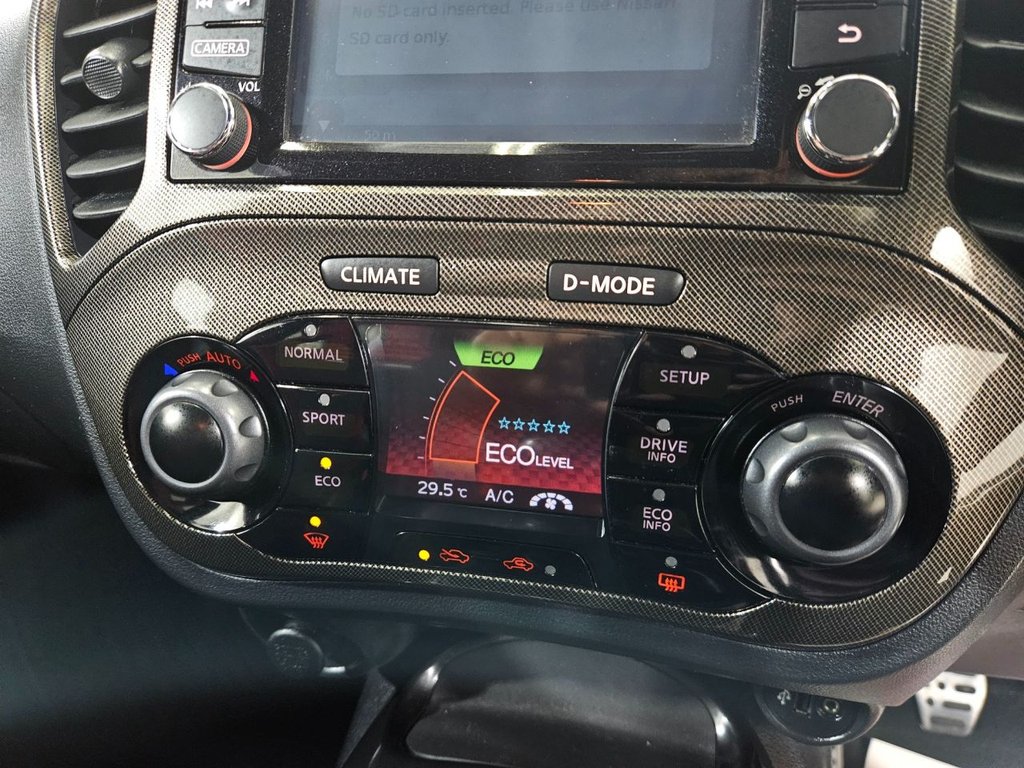 No SD card inserted. Please use Nissan
SD card only.
CAMERA
VOL
50 m
CLIMATE
D-MODE
PUSH AUTO
NORMAL
SPORT
ECO
ECO
ECO LEVEL
29.5 °C A/C
SETUP
DRIVE
INFO
ECO
INFO
PUSH ENTER